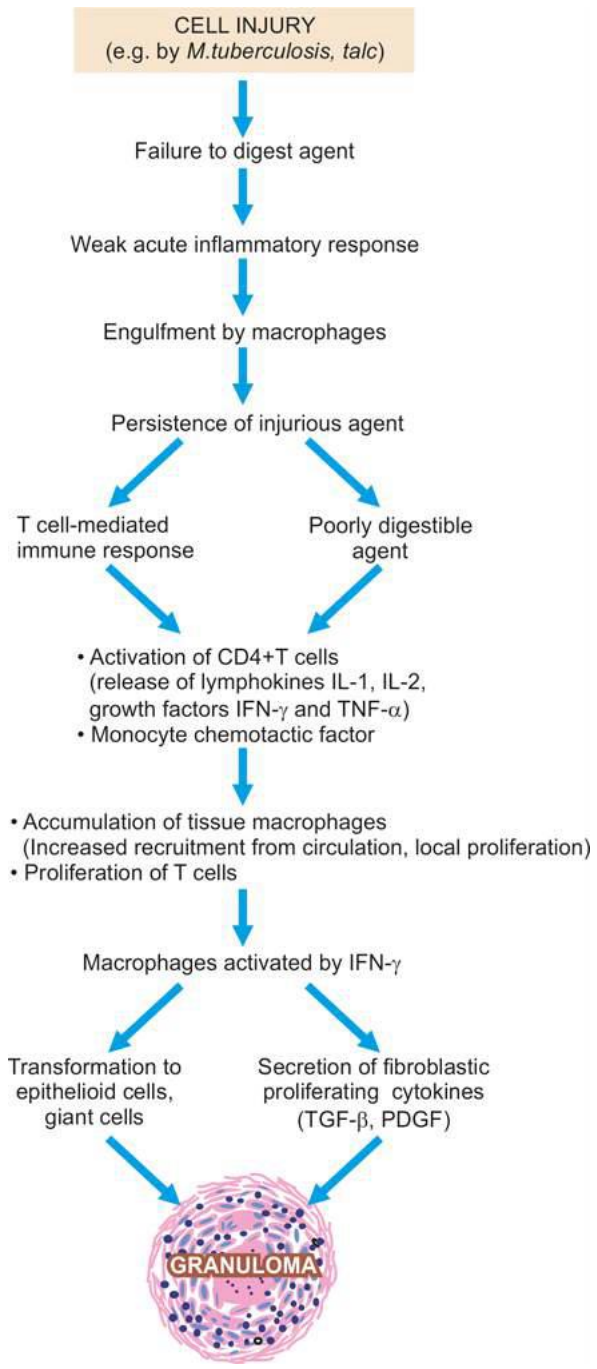 CELL INJURY
(e.g. by M.tuberculosis, talc)
Failure to digest agent
Weak acute inflammatory response
Engulfment by macrophages
Persistence of injurious agent
T cell-mediated
immune response
Poorly digestible
agent
• Activation of CD4+T cells
(release of lymphokines IL-1, IL-2,
growth factors IFN-γ and TNF-α)
• Monocyte chemotactic factor
• Accumulation of tissue macrophages
(Increased recruitment from circulation, local proliferation)
• Proliferation of T cells
Macrophages activated by IFN-γ
Transformation to
epithelioid cells,
giant cells
Secretion of fibroblastic
proliferating cytokines
(TGF-β, PDGF)
GRANULOMA